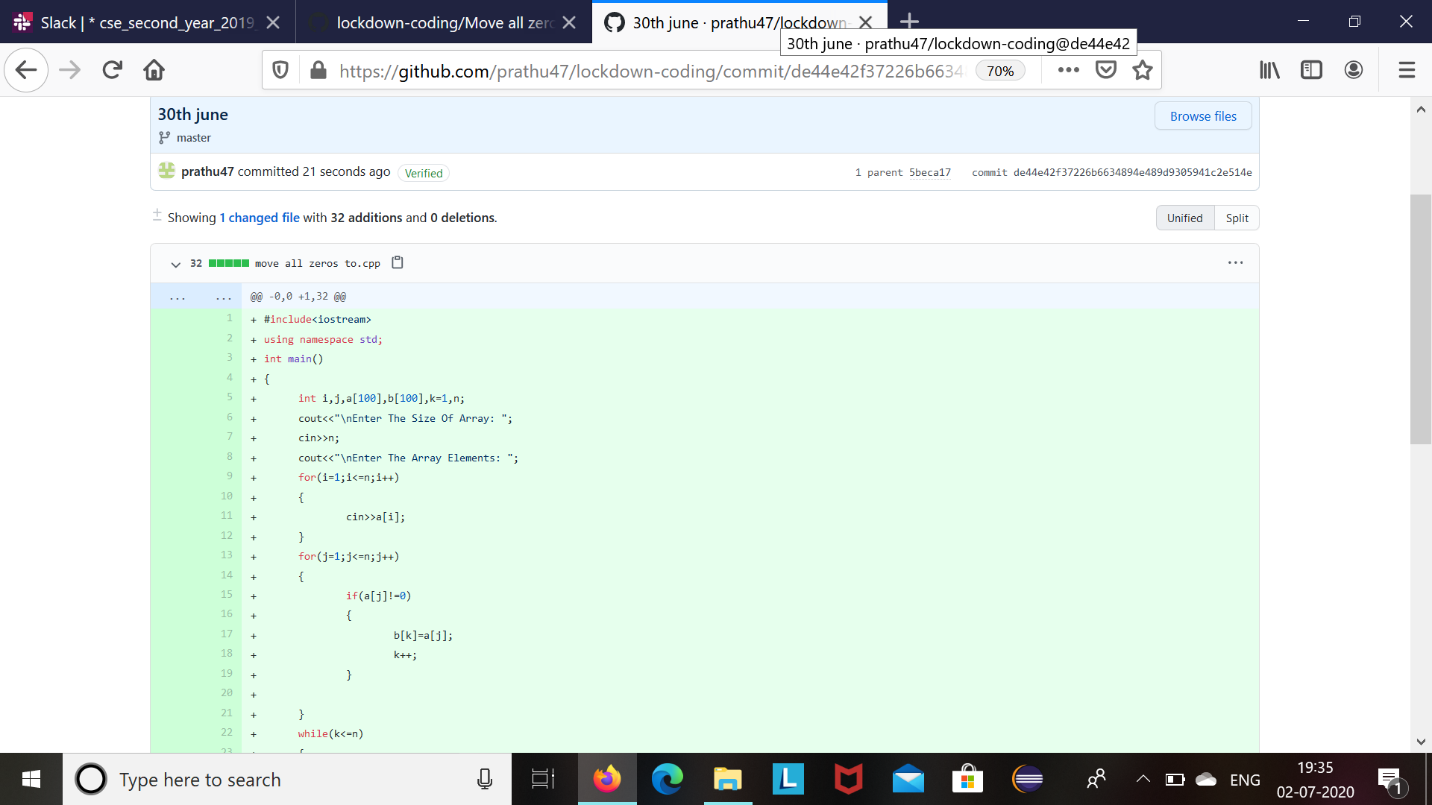 Slack | * cse_second_year_2019
lockdown-coding/Move all zero
30th june · prathu47/lockdown-
30th june · prathu47/lockdown-coding@de44e42
https://github.com/prathu47/lockdown-coding/commit/de44e42f37226b6634
70%
30th june
Browse files
master
prathu47 committed 21 seconds ago Verified
1 parent 5beca17 commit de44e42f37226b6634894e489d9305941c2e514e
Showing 1 changed file with 32 additions and 0 deletions.
Unified Split
32 move all zeros to.cpp
... ... @@ -0,0 +1,32 @@
1 + #include<iostream>
2 + using namespace std;
3 + int main()
4 + {
5 + int i,j,a[100],b[100],k=1,n;
6 + cout<<"\nEnter The Size Of Array: ";
7 + cin>>n;
8 + cout<<"\nEnter The Array Elements: ";
9 + for(i=1;i<=n;i++)
10 + {
11 + cin>>a[i];
12 + }
13 + for(j=1;j<=n;j++)
14 + {
15 + if(a[j]!=0)
16 + {
17 + b[k]=a[j];
18 + k++;
19 + }
20 +
21 + }
22 + while(k<=n)
23 + {
Type here to search
L
ENG
19:35
02-07-2020
1